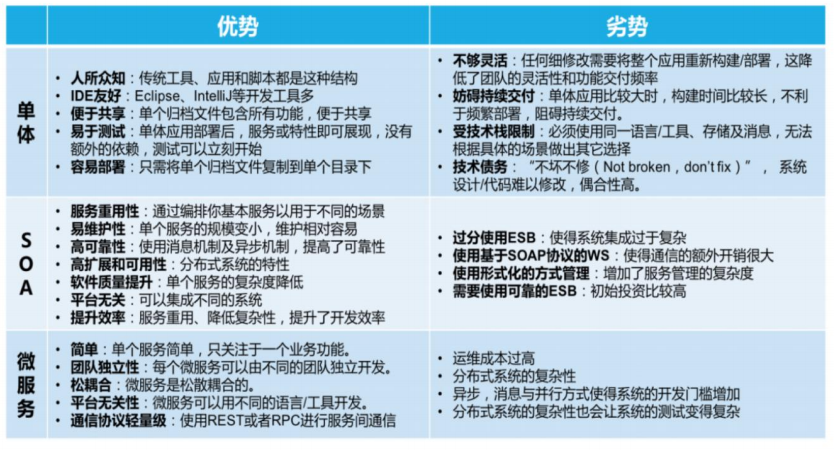 优势
劣势
单体
• 人所众知：传统工具、应用和脚本都是这种结构
• IDE友好：Eclipse、IntelliJ等开发工具多
• 便于共享：单个归档文件包含所有功能，便于共享
• 易于测试：单体应用部署后，服务或特性即可展现，没有
额外的依赖，测试可以立刻开始
• 容易部署：只需将单个归档文件复制到单个目录下
• 不够灵活：任何细修改需要将整个应用重新构建/部署，这降
低了团队的灵活性和功能交付频率
• 妨碍持续交付：单体应用比较大时，构建时间比较长，不利
于频繁部署，阻碍持续交付。
• 受技术栈限制：必须使用同一语言/工具、存储及消息，无法
根据具体的场景做出其它选择
• 技术债务：“不坏不修（Not broken，don't fix）”，系统
设计/代码难以修改，偶合性高。
SOA
• 服务重用性：通过编排你基本服务以用于不同的场景
• 易维护性：单个服务的规模变小，维护相对容易
• 高可靠性：使用消息机制及异步机制，提高了可靠性
• 高扩展和可用性：分布式系统的特性
• 软件质量提升：单个服务的复杂度降低
• 平台无关：可以集成不同的系统
• 提升效率：服务重用、降低复杂性，提升了开发效率
• 过分使用ESB：使得系统集成过于复杂
• 使用基于SOAP协议的WS：使得通信的额外开销很大
• 使用形式化的方式管理：增加了服务管理的复杂度
• 需要使用可靠的ESB：初始投资比较高
微服务
• 简单：单个服务简单，只关注于一个业务功能。
• 团队独立性：每个微服务可以由不同的团队独立开发。
• 松耦合：微服务是松散耦合的。
• 平台无关性：微服务可以用不同的语言/工具开发。
• 通信协议轻量级：使用REST或者RPC进行服务间通信
• 运维成本过高
• 分布式系统的复杂性
• 异步，消息与并行方式使得系统的开发门槛增加
• 分布式系统的复杂性也会让系统的测试变得复杂